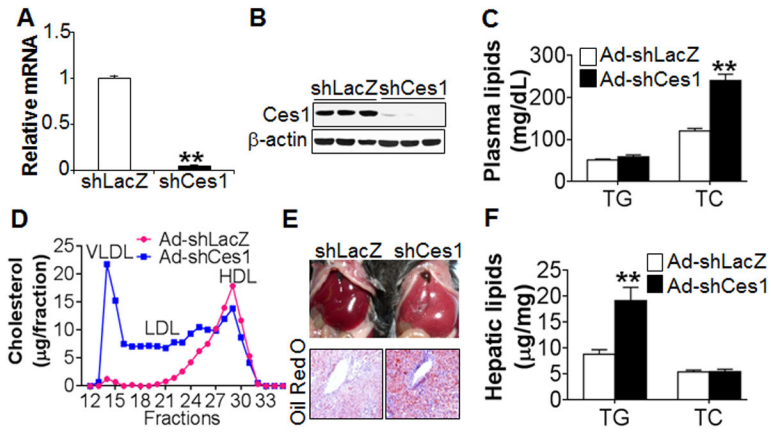 A
Relative mRNA
1.5
1
0.5
0
**
shLacZ
shCes1
B
shLacZ shCes1
Ces1
β-actin
C
Plasma lipids
(mg/dL)
300
200
100
0
Ad-shLacZ
Ad-shCes1
**
TG
TC
D
Cholesterol
(μg/fraction)
25
20
15
10
5
0
Ad-shLacZ
Ad-shCes1
VLDL
LDL
HDL
12 15 18 21 24 27 30 33
Fractions
E
shLacZ shCes1
Oil Red O
F
Hepatic lipids
(μg/mg)
25
20
15
10
5
0
Ad-shLacZ
Ad-shCes1
**
TG
TC